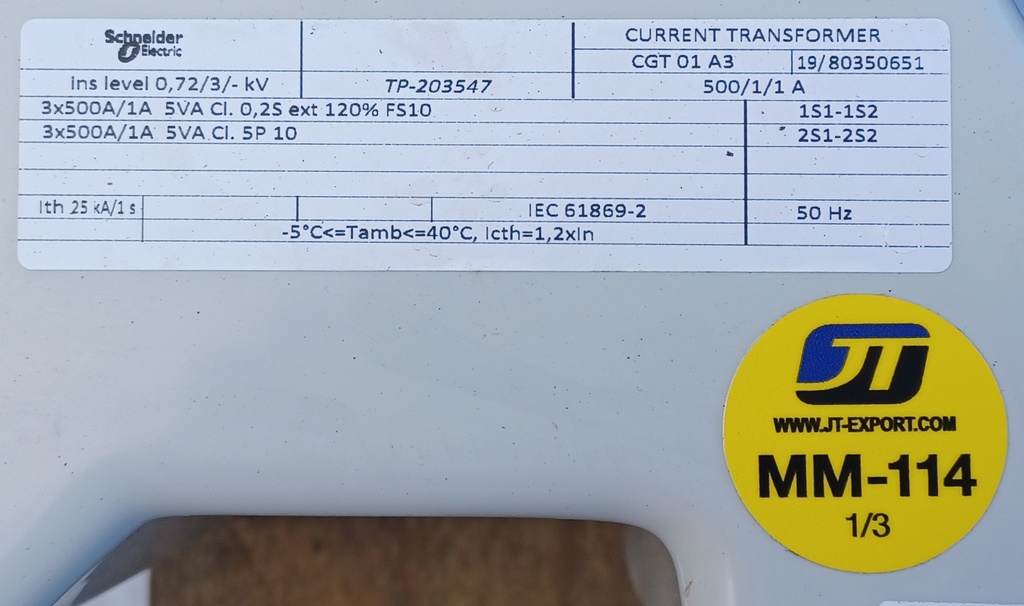 Schneider
Electric
CURRENT TRANSFORMER
CGT 01 A3 19/80350651
ins level 0,72/3/- kV TP-203547 500/1/1 A
3x500A/1A 5VA Cl. 0,2S ext 120% FS10 1S1-1S2
3x500A/1A 5VA Cl. 5P 10 2S1-2S2
Ith 25 kA/1 s IEC 61869-2 50 Hz
-5°C<=Tamb<=40°C, Icth=1,2xIn
JT
WWW.JT-EXPORT.COM
MM-114
1/3